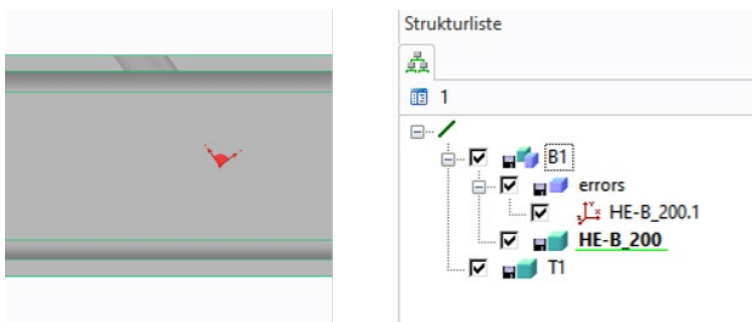 Strukturliste
1
B1
errors
HE-B_200.1
HE-B_200
T1